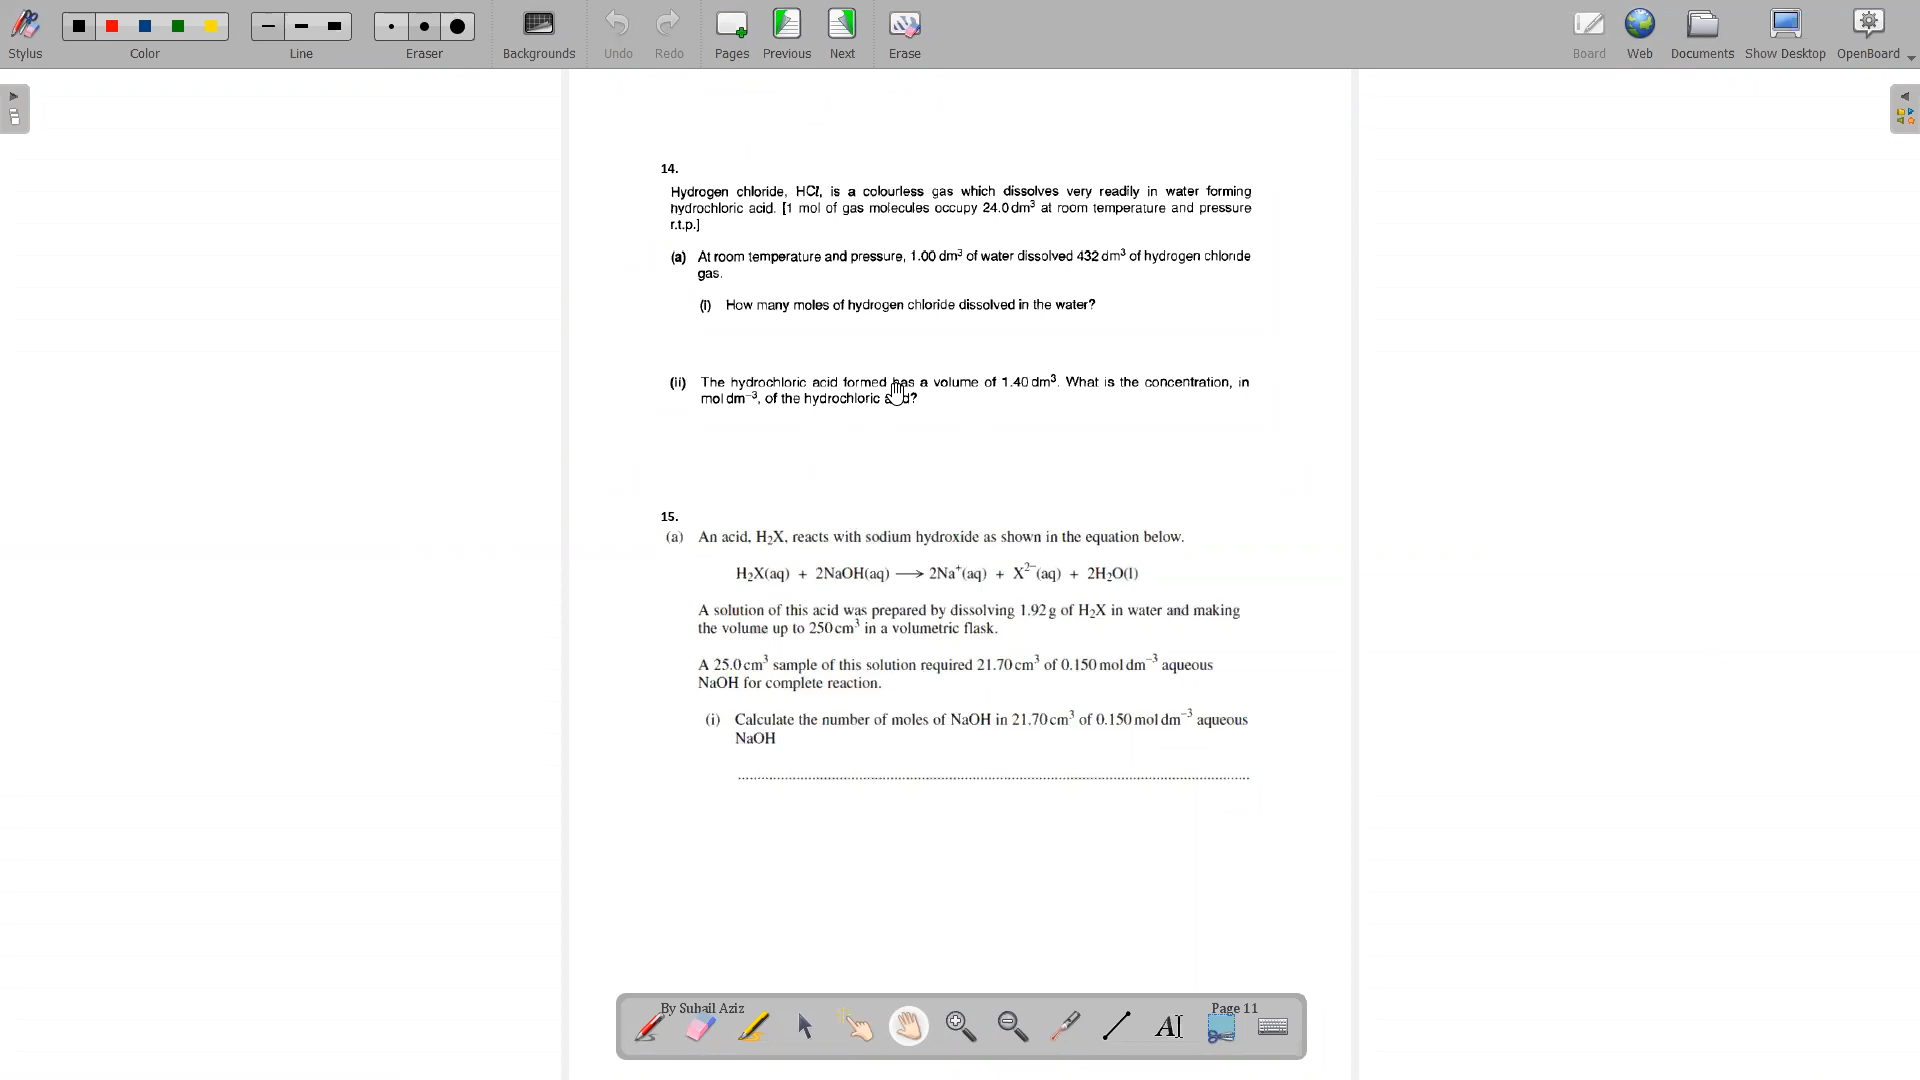 Stylus
Color
Line
Eraser
Backgrounds
Undo
Redo
Pages
Previous
Next
Erase
Board
Web
Documents
Show Desktop
OpenBoard
14.
Hydrogen chloride, HCℓ, is a colourless gas which dissolves very readily in water forming
hydrochloric acid. [1 mol of gas molecules occupy 24.0 dm³ at room temperature and pressure
r.t.p.]
(a) At room temperature and pressure, 1.00 dm³ of water dissolved 432 dm³ of hydrogen chloride
gas.
(i) How many moles of hydrogen chloride dissolved in the water?
(ii) The hydrochloric acid formed has a volume of 1.40 dm³. What is the concentration, in
mol dm⁻³, of the hydrochloric acid?
15.
(a) An acid, H₂X, reacts with sodium hydroxide as shown in the equation below.
H₂X(aq) + 2NaOH(aq) ⟶ 2Na⁺(aq) + X²⁻(aq) + 2H₂O(l)
A solution of this acid was prepared by dissolving 1.92 g of H₂X in water and making
the volume up to 250 cm³ in a volumetric flask.
A 25.0 cm³ sample of this solution required 21.70 cm³ of 0.150 mol dm⁻³ aqueous
NaOH for complete reaction.
(i) Calculate the number of moles of NaOH in 21.70 cm³ of 0.150 mol dm⁻³ aqueous
NaOH
By Suhail Aziz
Page 11